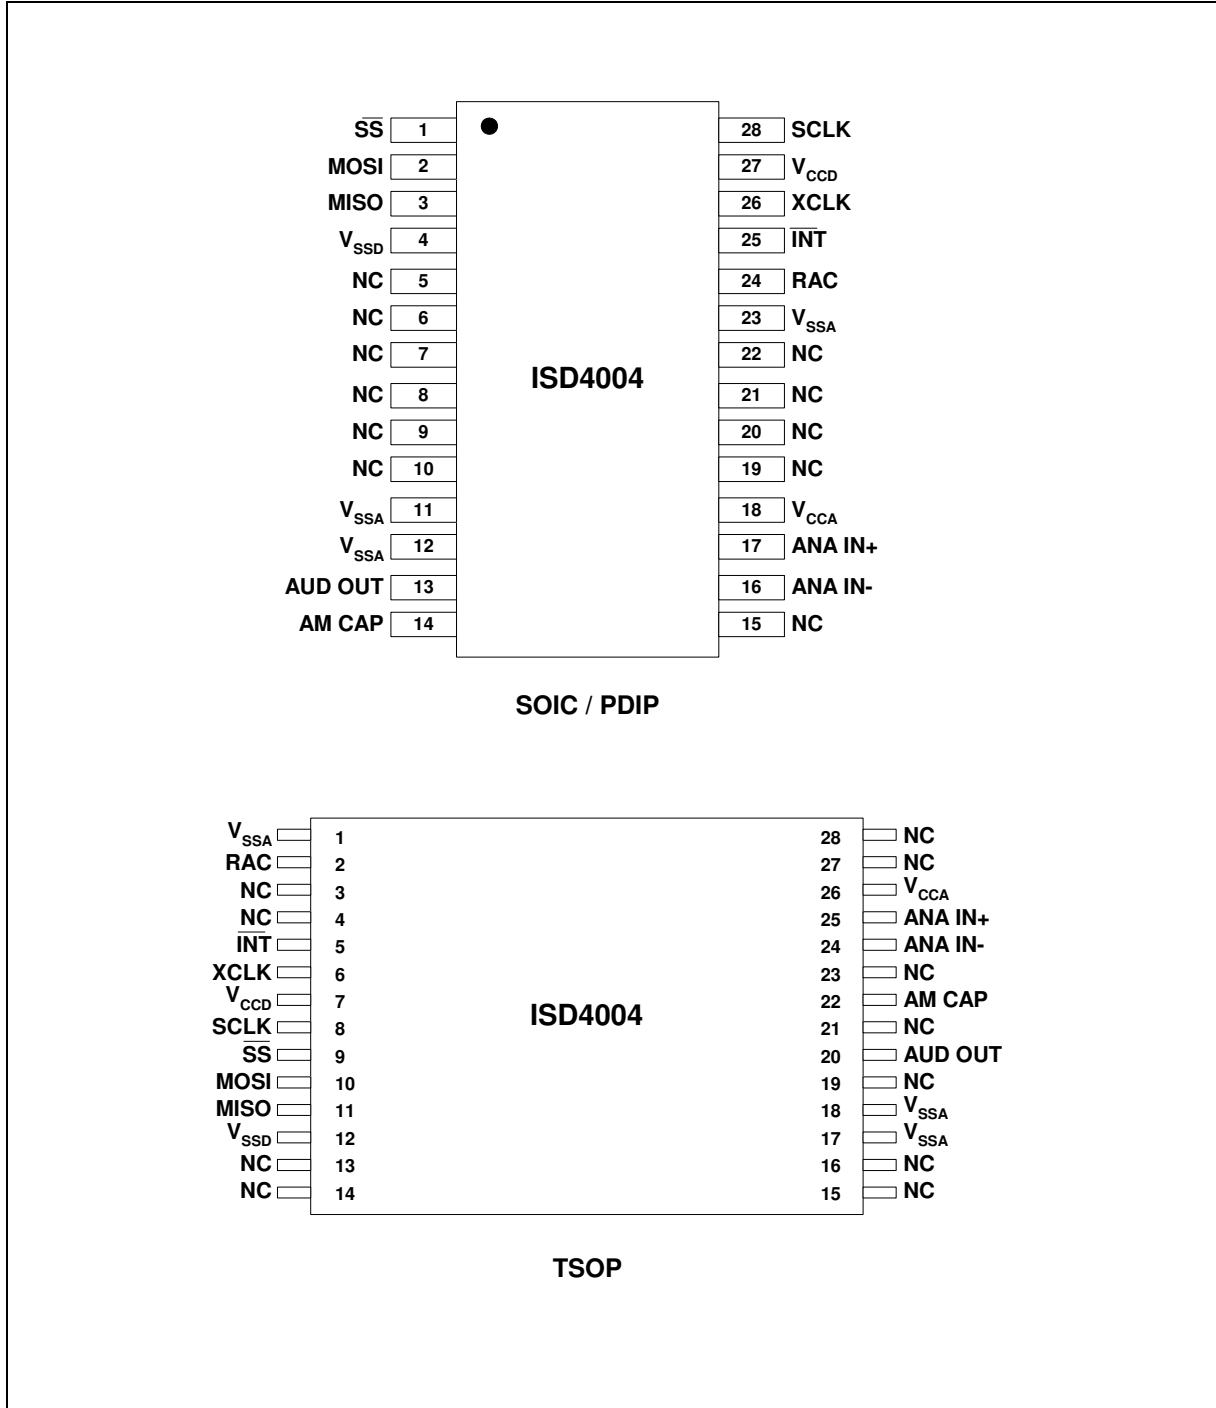 SS 1 28 SCLK
MOSI 2 27 VCCD
MISO 3 26 XCLK
VSSD 4 25 INT
NC 5 24 RAC
NC 6 23 VSSA
NC 7 22 NC
ISD4004
NC 8 21 NC
NC 9 20 NC
NC 10 19 NC
VSSA 11 18 VCCA
VSSA 12 17 ANA IN+
AUD OUT 13 16 ANA IN-
AM CAP 14 15 NC
SOIC / PDIP
VSSA 1 28 NC
RAC 2 27 NC
NC 3 26 VCCA
NC 4 25 ANA IN+
INT 5 24 ANA IN-
XCLK 6 23 NC
VCCD 7 22 AM CAP
ISD4004
SCLK 8 21 NC
SS 9 20 AUD OUT
MOSI 10 19 NC
MISO 11 18 VSSA
VSSD 12 17 VSSA
NC 13 16 NC
NC 14 15 NC
TSOP